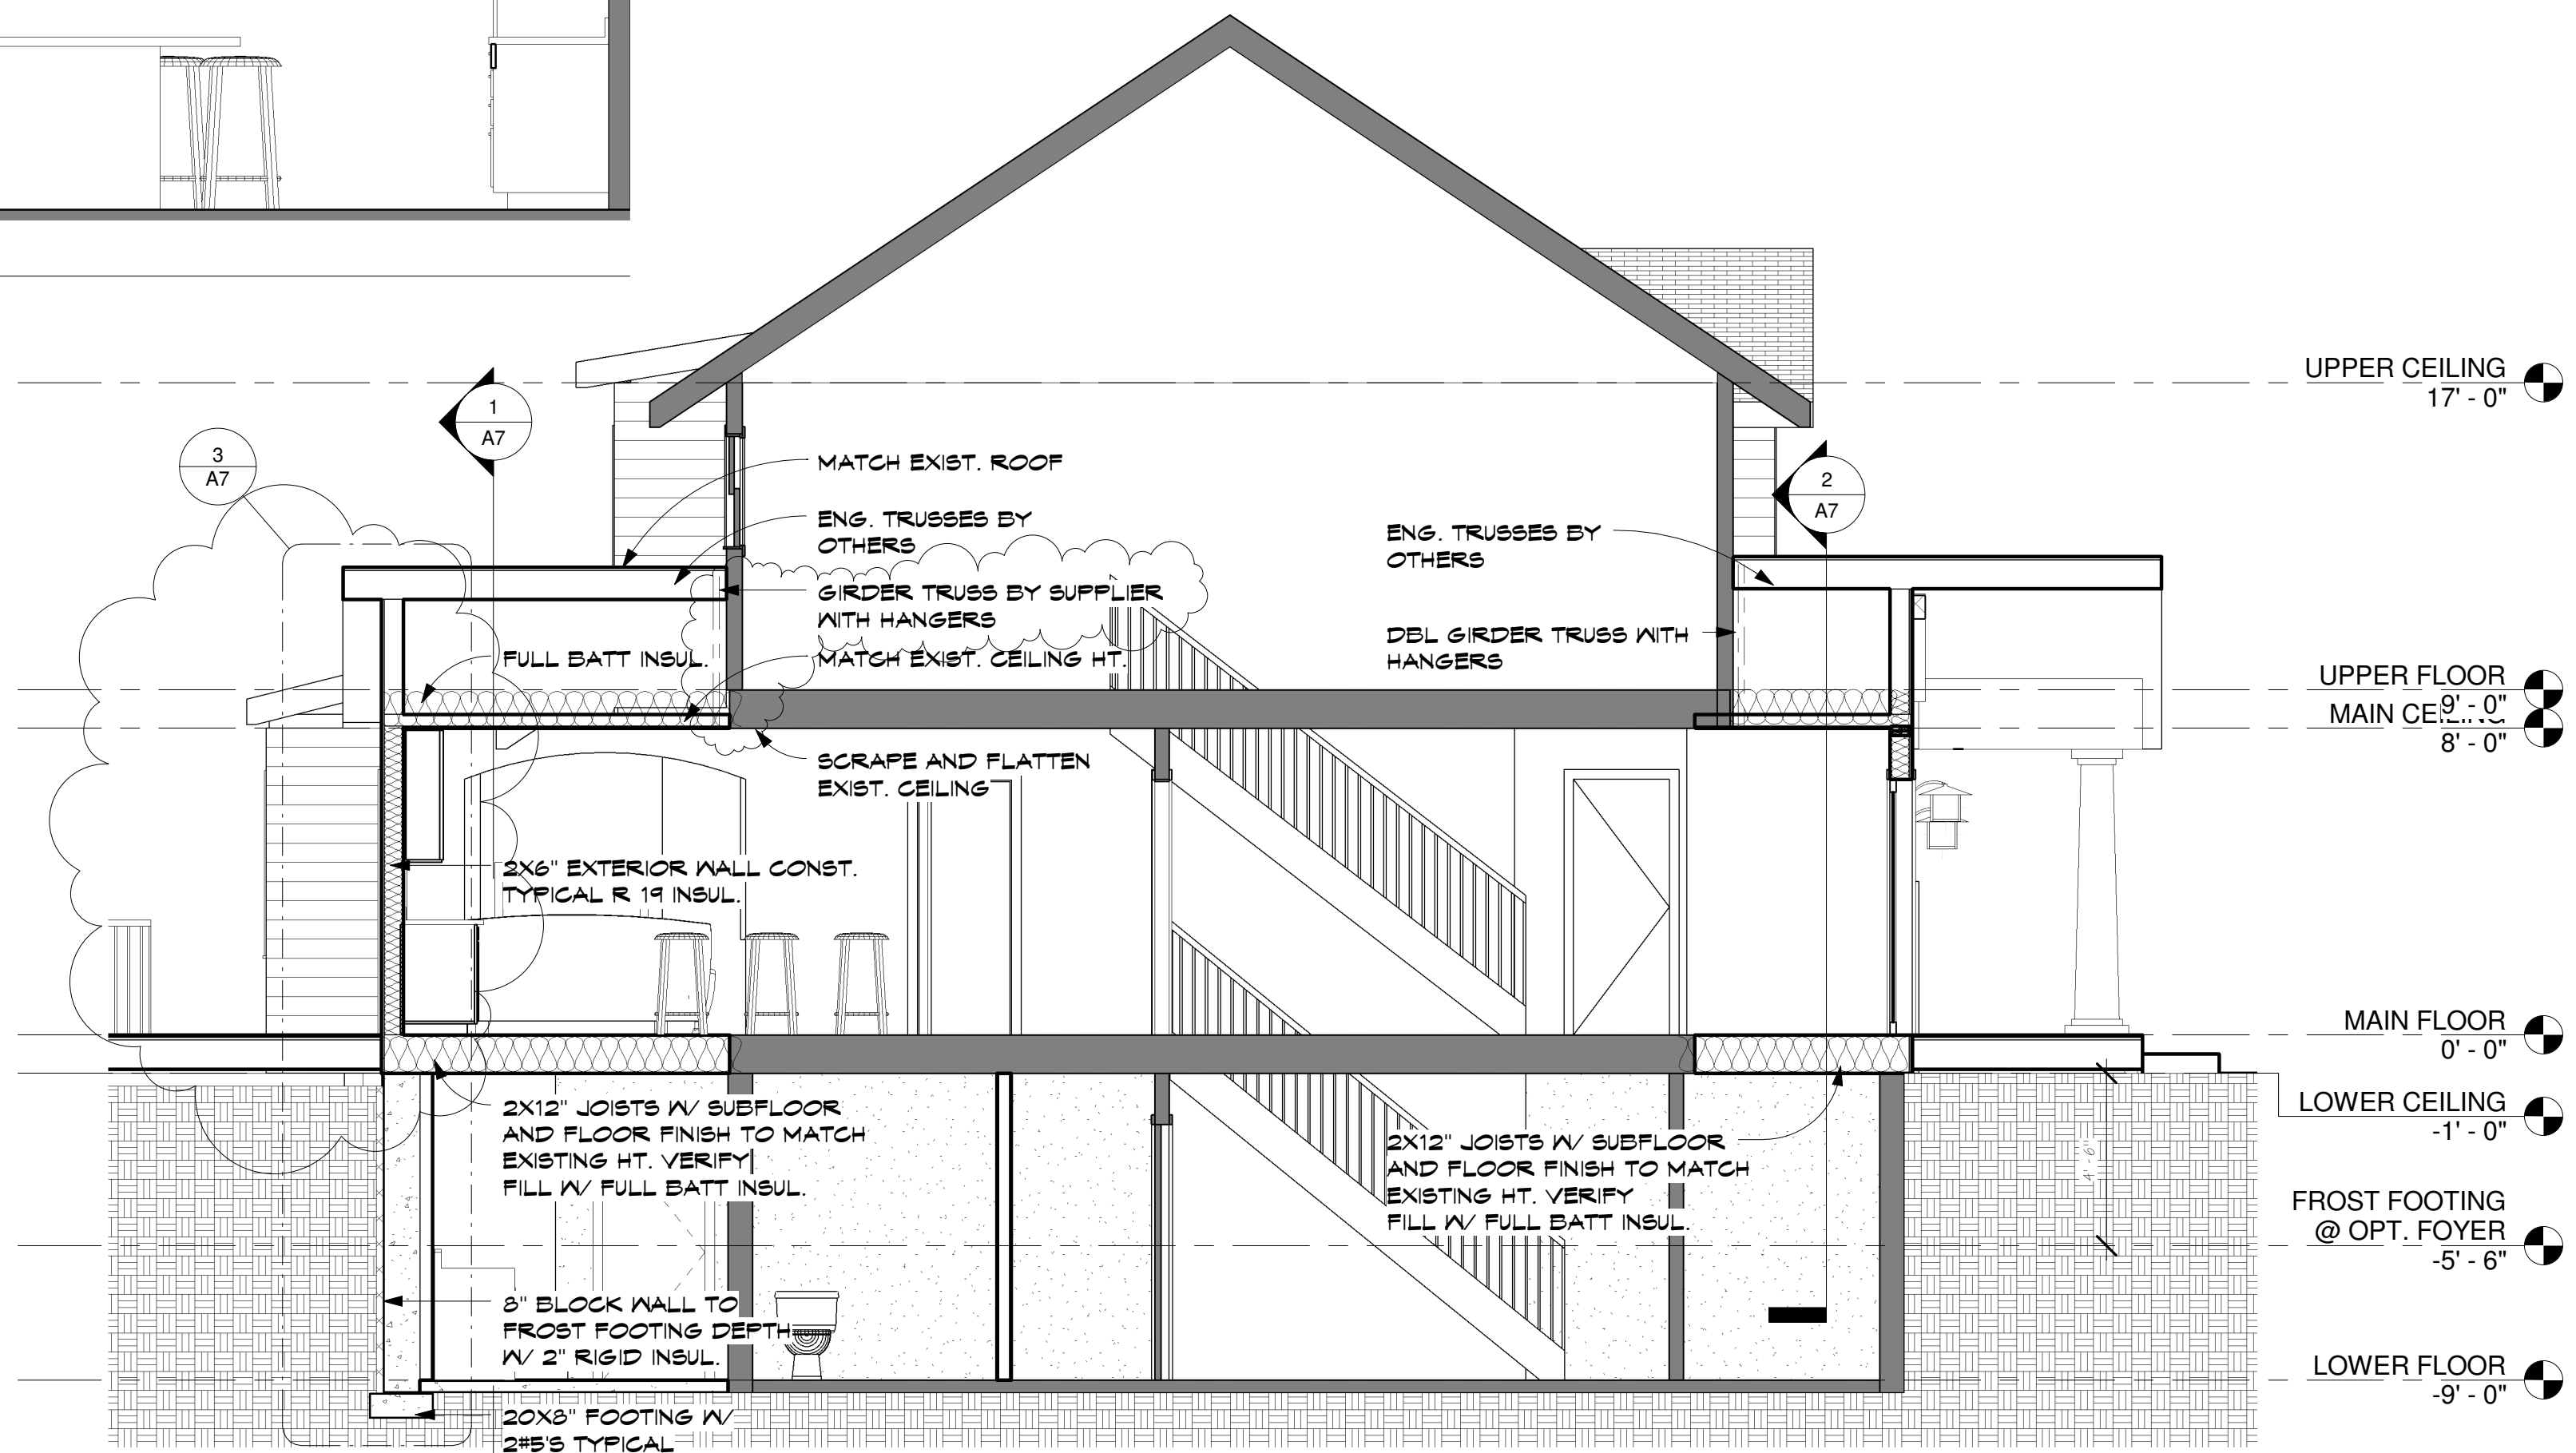 UPPER CEILING
17' - 0"
1
A7
3
A7
MATCH EXIST. ROOF
2
A7
ENG. TRUSSES BY
OTHERS
ENG. TRUSSES BY
OTHERS
GIRDER TRUSS BY SUPPLIER
WITH HANGERS
DBL GIRDER TRUSS WITH
HANGERS
FULL BATT INSUL.
MATCH EXIST. CEILING HT.
UPPER FLOOR
9' - 0"
MAIN CEILING
8' - 0"
SCRAPE AND FLATTEN
EXIST. CEILING
2X6" EXTERIOR WALL CONST.
TYPICAL R 19 INSUL.
MAIN FLOOR
0' - 0"
2X12" JOISTS W/ SUBFLOOR
AND FLOOR FINISH TO MATCH
EXISTING HT. VERIFY
FILL W/ FULL BATT INSUL.
2X12" JOISTS W/ SUBFLOOR
AND FLOOR FINISH TO MATCH
EXISTING HT. VERIFY
FILL W/ FULL BATT INSUL.
4' - 6"
LOWER CEILING
-1' - 0"
FROST FOOTING
@ OPT. FOYER
-5' - 6"
8" BLOCK WALL TO
FROST FOOTING DEPTH
W/ 2" RIGID INSUL.
LOWER FLOOR
-9' - 0"
20X8" FOOTING W/
2#5'S TYPICAL